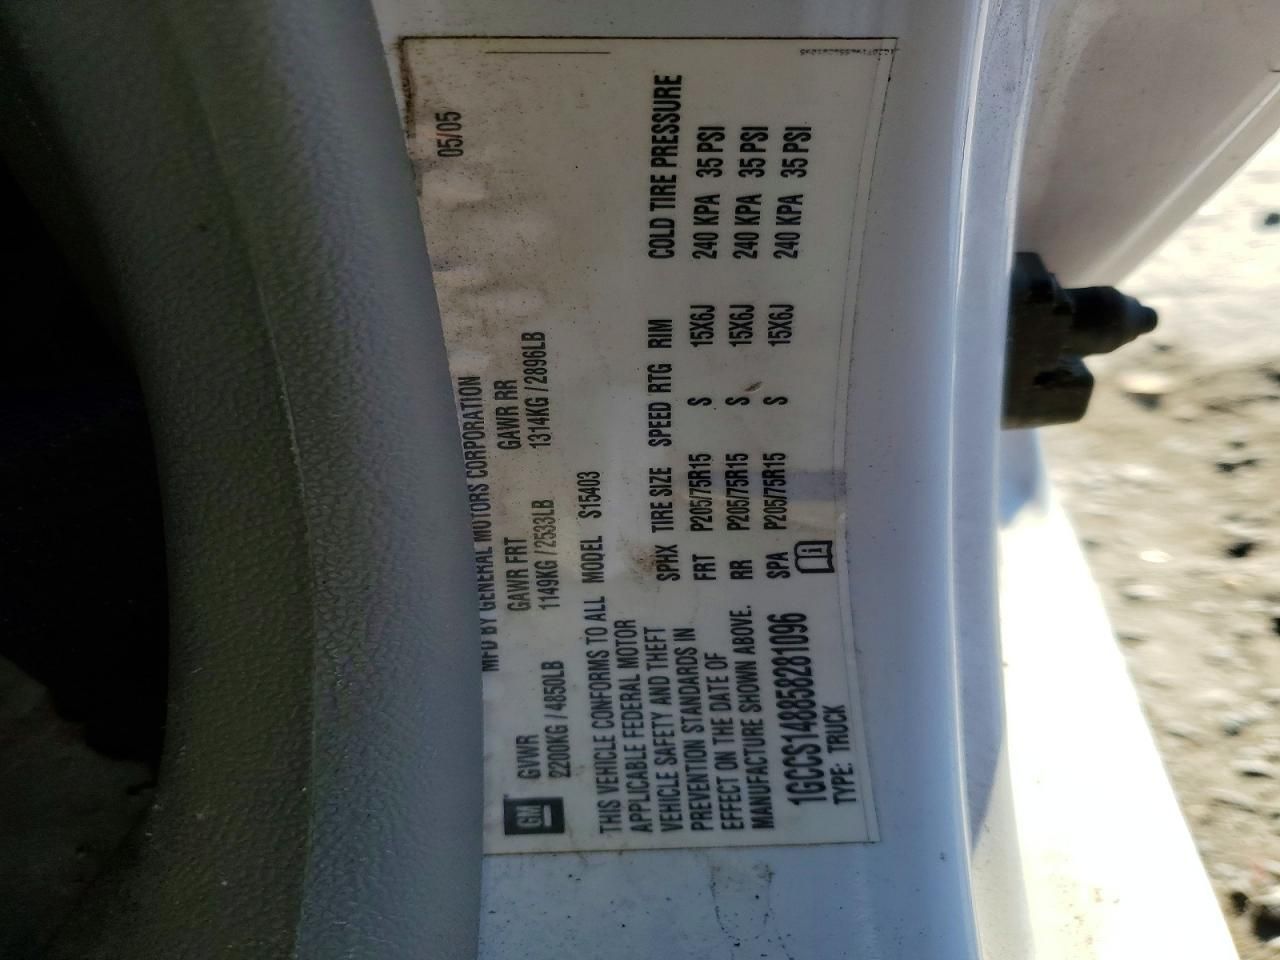 MFD BY GENERAL MOTORS CORPORATION 05/05
GM GVWR GAWR FRT GAWR RR
2200KG / 4850LB 1149KG / 2533LB 1314KG / 2896LB
THIS VEHICLE CONFORMS TO ALL
APPLICABLE FEDERAL MOTOR
VEHICLE SAFETY AND THEFT
PREVENTION STANDARDS IN
EFFECT ON THE DATE OF
MANUFACTURE SHOWN ABOVE.
1GCCS148858281096
TYPE: TRUCK
MODEL S15403
SPHX TIRE SIZE SPEED RTG RIM COLD TIRE PRESSURE
FRT P205/75R15 S 15X6J 240 KPA 35 PSI
RR P205/75R15 S 15X6J 240 KPA 35 PSI
SPA P205/75R15 S 15X6J 240 KPA 35 PSI